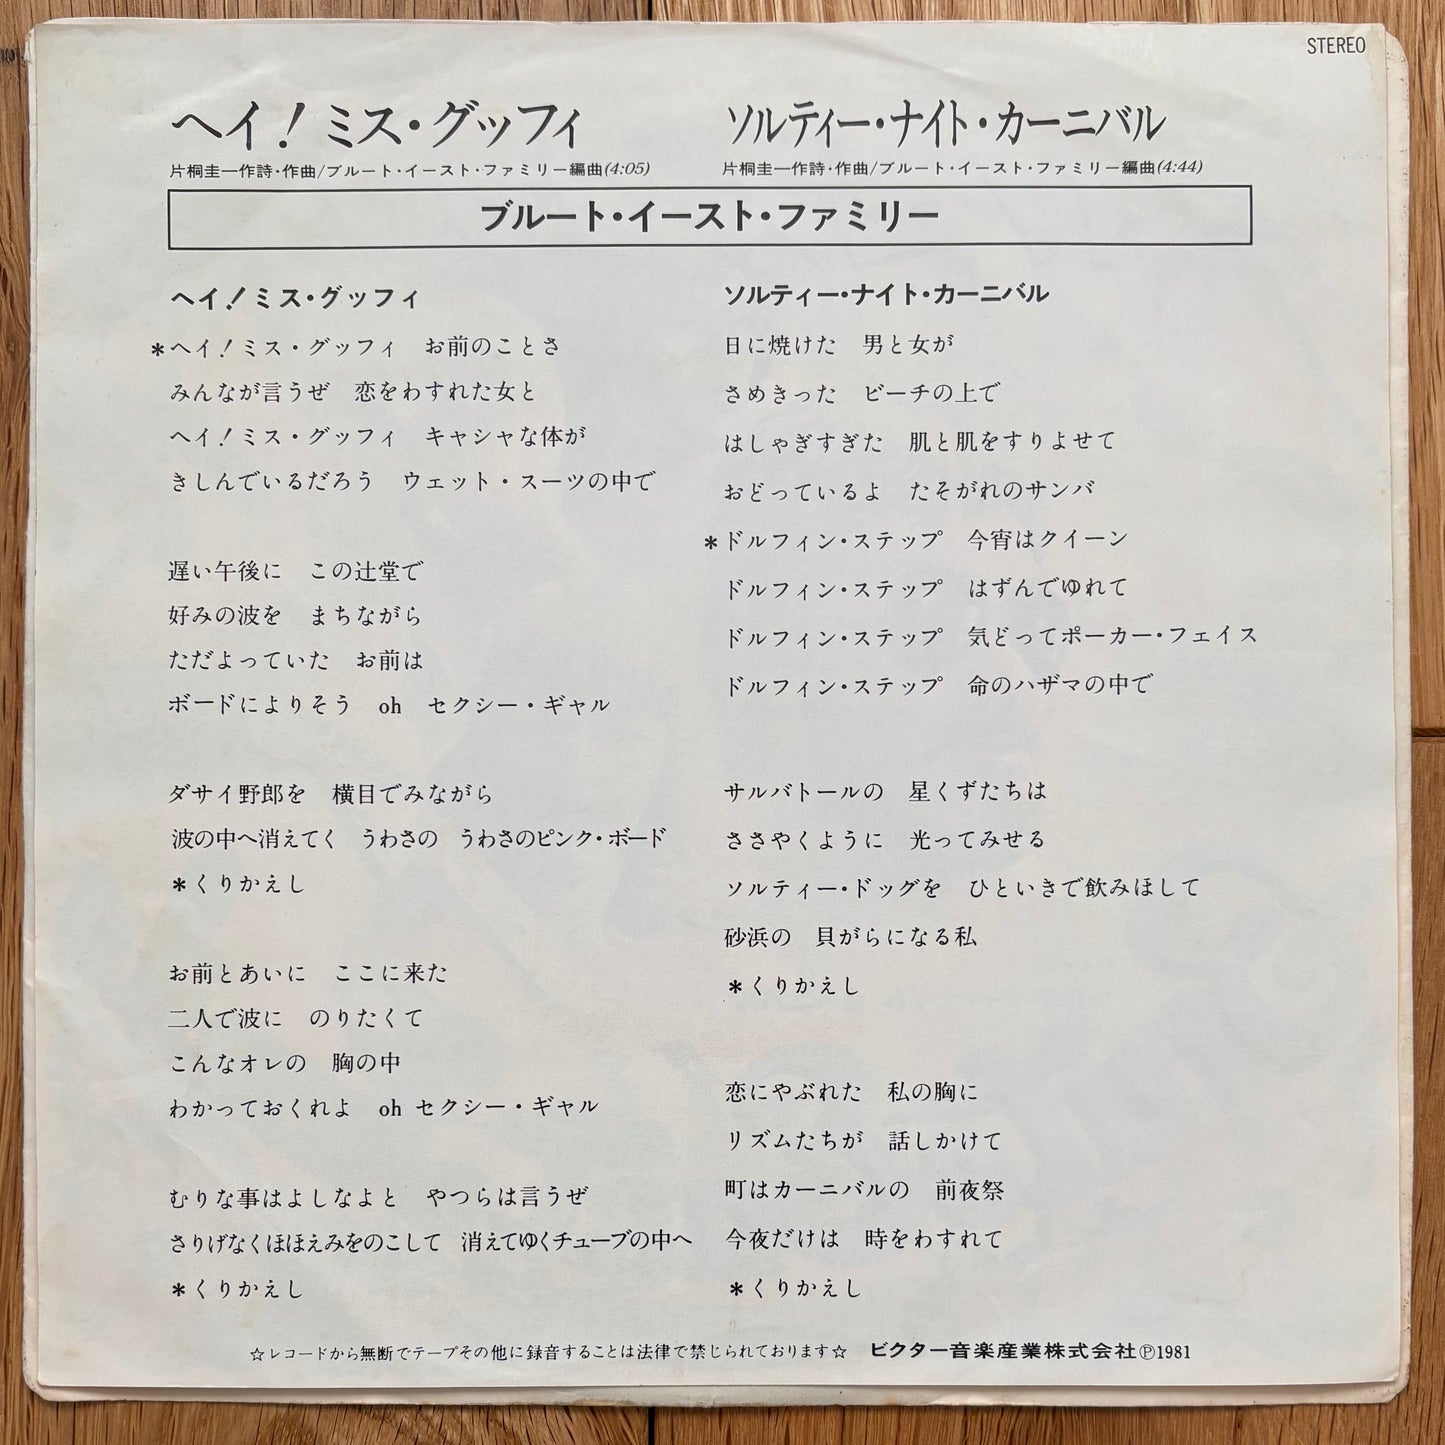 STEREO
ヘイ！ミス・グッフィ
片桐圭一作詩・作曲/ブルート・イースト・ファミリー編曲(4:05)
ソルティー・ナイト・カーニバル
片桐圭一作詩・作曲/ブルート・イースト・ファミリー編曲(4:44)
ブルート・イースト・ファミリー
ヘイ！ミス・グッフィ
＊ヘイ！ミス・グッフィ　お前のことさ
みんなが言うぜ　恋をわすれた女と
ヘイ！ミス・グッフィ　キャシャな体が
きしんでいるだろう　ウェット・スーツの中で
遅い午後に　この辻堂で
好みの波を　まちながら
ただよっていた　お前は
ボードによりそう　oh　セクシー・ギャル
ダサイ野郎を　横目でみながら
波の中へ消えてく　うわさの　うわさのピンク・ボード
＊くりかえし
お前とあいに　ここに来た
二人で波に　のりたくて
こんなオレの　胸の中
わかっておくれよ　oh セクシー・ギャル
むりな事はよしなよと　やつらは言うぜ
さりげなくほほえみをのこして　消えてゆくチューブの中へ
＊くりかえし
ソルティー・ナイト・カーニバル
日に焼けた　男と女が
さめきった　ビーチの上で
はしゃぎすぎた　肌と肌をすりよせて
おどっているよ　たそがれのサンバ
＊ドルフィン・ステップ　今宵はクイーン
ドルフィン・ステップ　はずんでゆれて
ドルフィン・ステップ　気どってポーカー・フェイス
ドルフィン・ステップ　命のハザマの中で
サルバトールの　星くずたちは
ささやくように　光ってみせる
ソルティー・ドッグを　ひといきで飲みほして
砂浜の　貝がらになる私
＊くりかえし
恋にやぶれた　私の胸に
リズムたちが　話しかけて
町はカーニバルの　前夜祭
今夜だけは　時をわすれて
＊くりかえし
☆レコードから無断でテープその他に録音することは法律で禁じられております☆　ビクター音楽産業株式会社Ⓟ1981